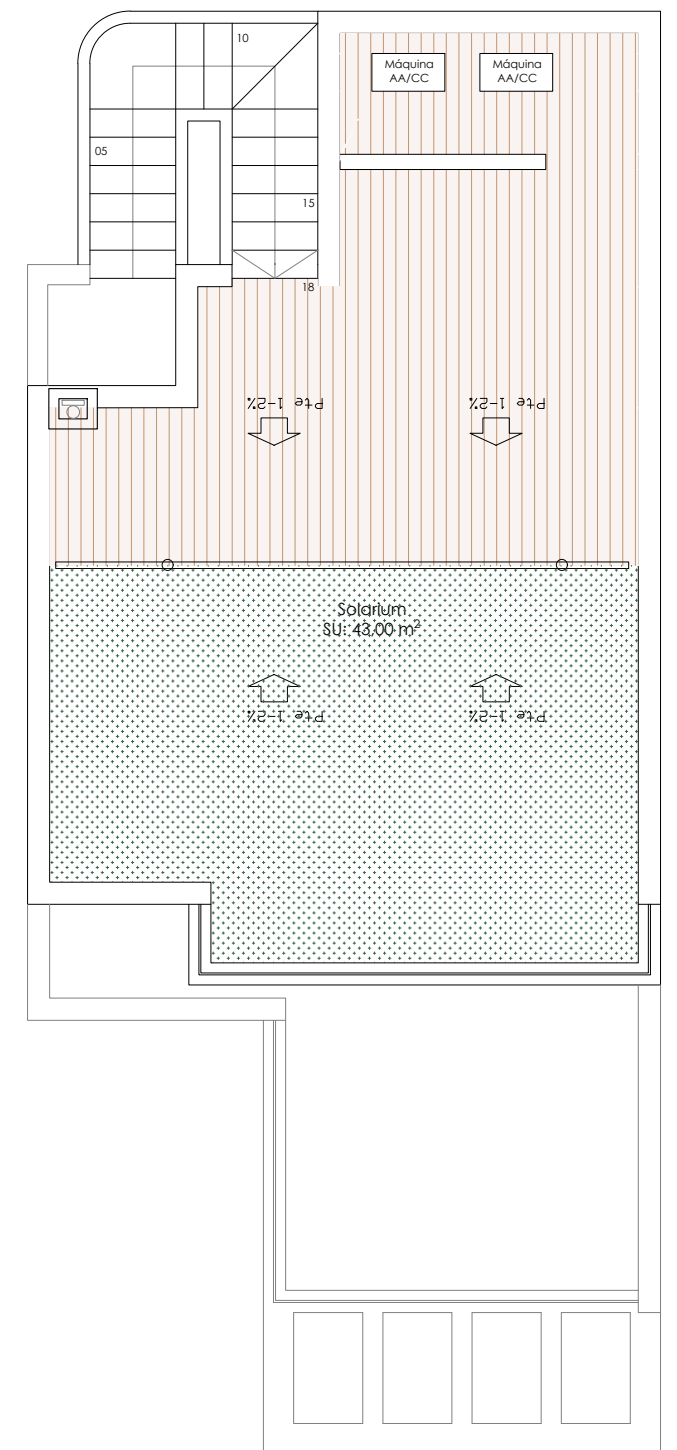 10
Máquina
AA/CC
Máquina
AA/CC
05
15
18
Pte 1-2%
Pte 1-2%
Solarium
SU: 43,00 m²
Pte 1-2%
Pte 1-2%